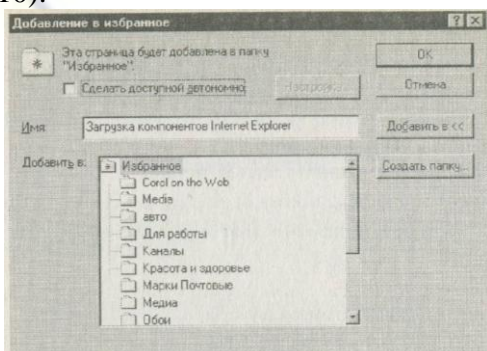 Добавление в избранное
Эта страница будет добавлена в папку "Избранное".
OK
Сделать доступной автономно
Настройка...
Отмена
Имя:
Загрузка компонентов Internet Explorer
Добавить в <<
Добавить в:
Избранное
Создать папку...
Corel on the Web
Media
авто
Для работы
Каналы
Красота и здоровье
Марки Почтовые
Медиа
Обои